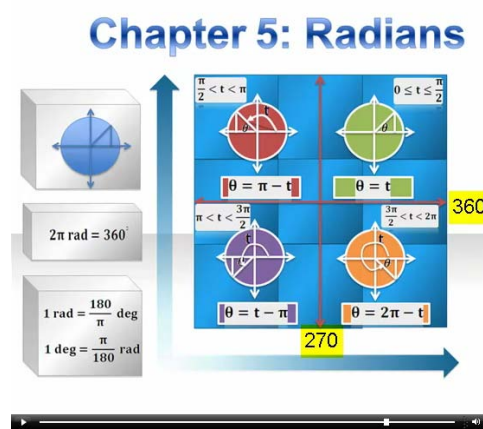 Chapter 5: Radians
π/2 < t < π
0 ≤ t ≤ π/2
t
θ
t
θ
θ = π − t
θ = t
360
2π rad = 360°
π < t < 3π/2
3π/2 < t < 2π
t
θ
t
θ
1 rad = 180/π deg
1 deg = π/180 rad
θ = t − π
θ = 2π − t
270